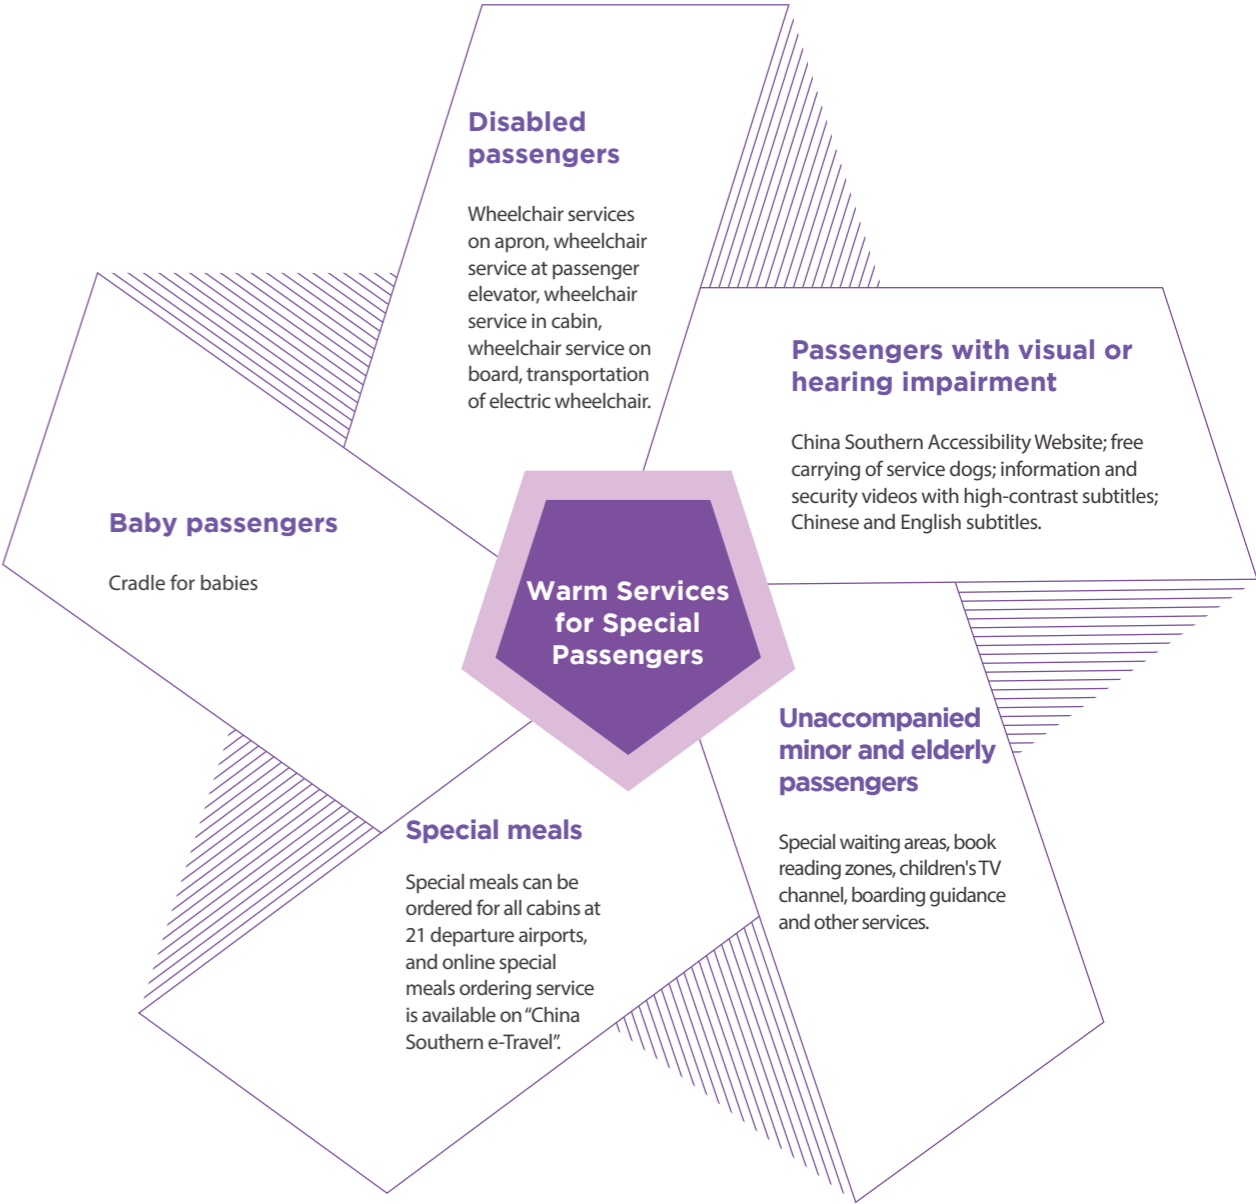 Disabled
passengers
Wheelchair services
on apron, wheelchair
service at passenger
elevator, wheelchair
service in cabin,
wheelchair service on
board, transportation
of electric wheelchair.
Passengers with visual or
hearing impairment
China Southern Accessibility Website; free
carrying of service dogs; information and
security videos with high-contrast subtitles;
Chinese and English subtitles.
Baby passengers
Cradle for babies
Warm Services
for Special
Passengers
Unaccompanied
minor and elderly
passengers
Special waiting areas, book
reading zones, children's TV
channel, boarding guidance
and other services.
Special meals
Special meals can be
ordered for all cabins at
21 departure airports,
and online special
meals ordering service
is available on “China
Southern e-Travel”.